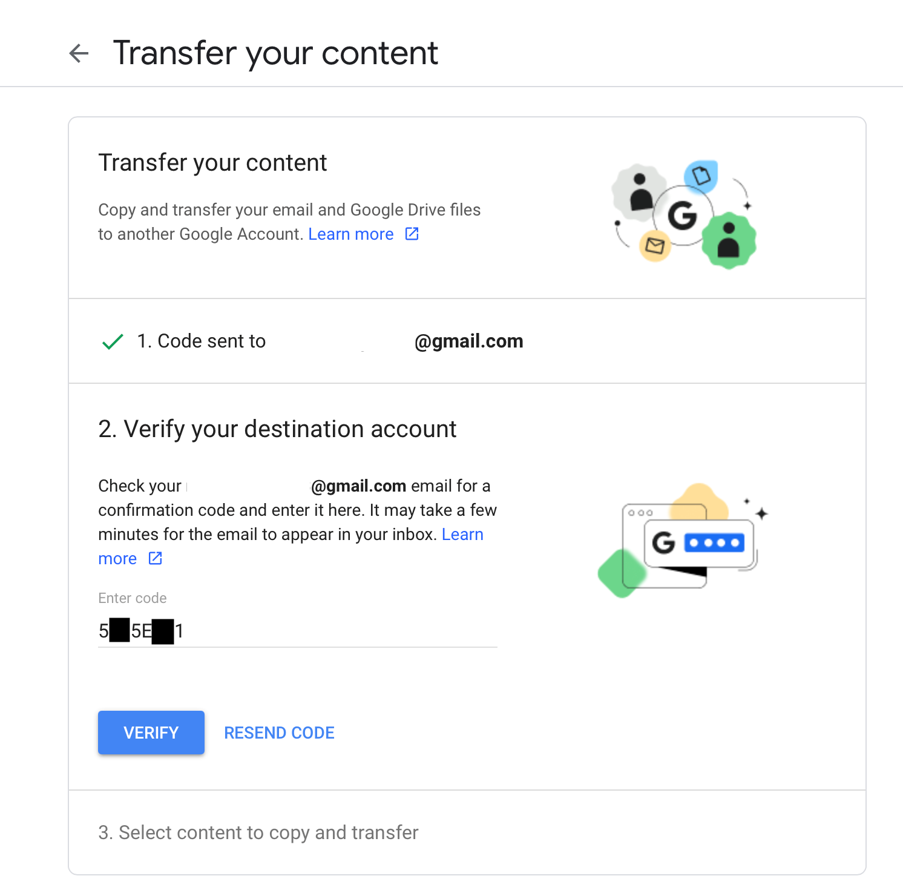 Transfer your content
Transfer your content
Copy and transfer your email and Google Drive files
to another Google Account. Learn more
G
1. Code sent to @gmail.com
2. Verify your destination account
Check your @gmail.com email for a
confirmation code and enter it here. It may take a few
minutes for the email to appear in your inbox. Learn
more
G
Enter code
5 5E 1
VERIFY RESEND CODE
3. Select content to copy and transfer